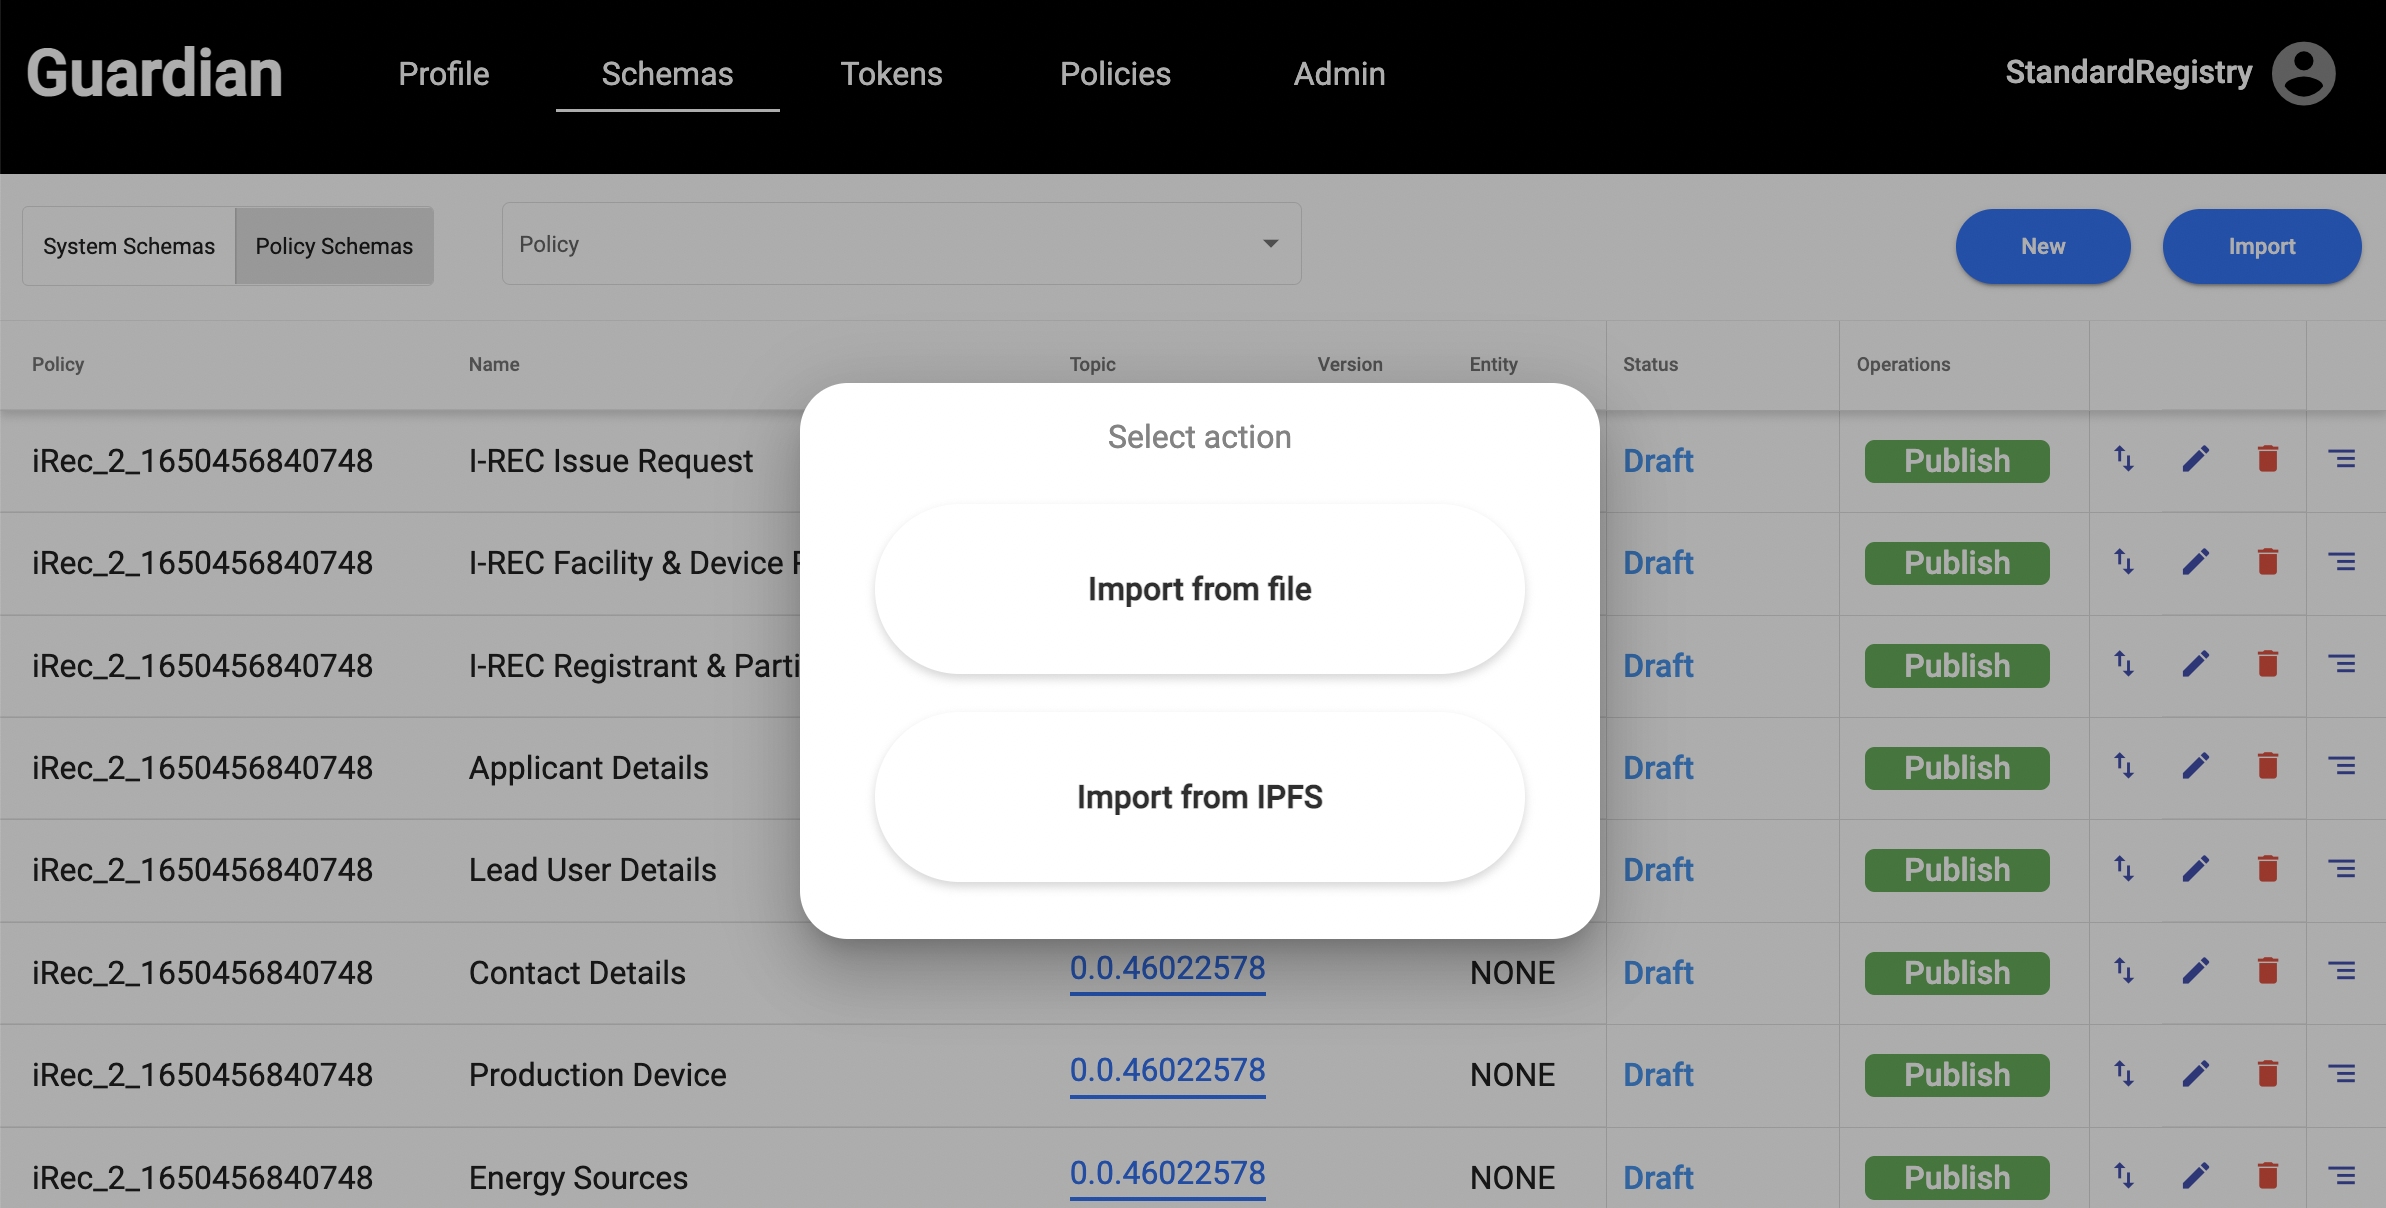 Guardian Profile Schemas Tokens Policies Admin StandardRegistry
System Schemas Policy Schemas Policy New Import
Policy Name Topic Version Entity Status Operations
Select action
Import from file
Import from IPFS
iRec_2_1650456840748 I-REC Issue Request Draft Publish
iRec_2_1650456840748 I-REC Facility & Device Draft Publish
iRec_2_1650456840748 I-REC Registrant & Draft Publish
iRec_2_1650456840748 Applicant Details Draft Publish
iRec_2_1650456840748 Lead User Details Draft Publish
iRec_2_1650456840748 Contact Details 0.0.46022578 NONE Draft Publish
iRec_2_1650456840748 Production Device 0.0.46022578 NONE Draft Publish
iRec_2_1650456840748 Energy Sources 0.0.46022578 NONE Draft Publish